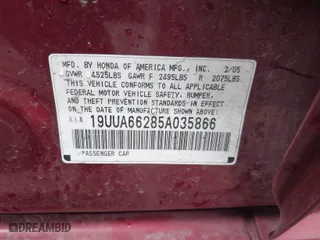 MFD. BY HONDA OF AMERICA MFG., INC. 2/05
GVWR 4525LBS GAWR F 2495LBS R 2075LBS
THIS VEHICLE CONFORMS TO ALL APPLICABLE
FEDERAL MOTOR VEHICLE SAFETY, BUMPER,
AND THEFT PREVENTION STANDARDS IN
EFFECT ON THE DATE OF MANUFACTURE
SHOWN ABOVE.
V.I.N. 19UUA66285A035866
PASSENGER CAR
DREAMBID